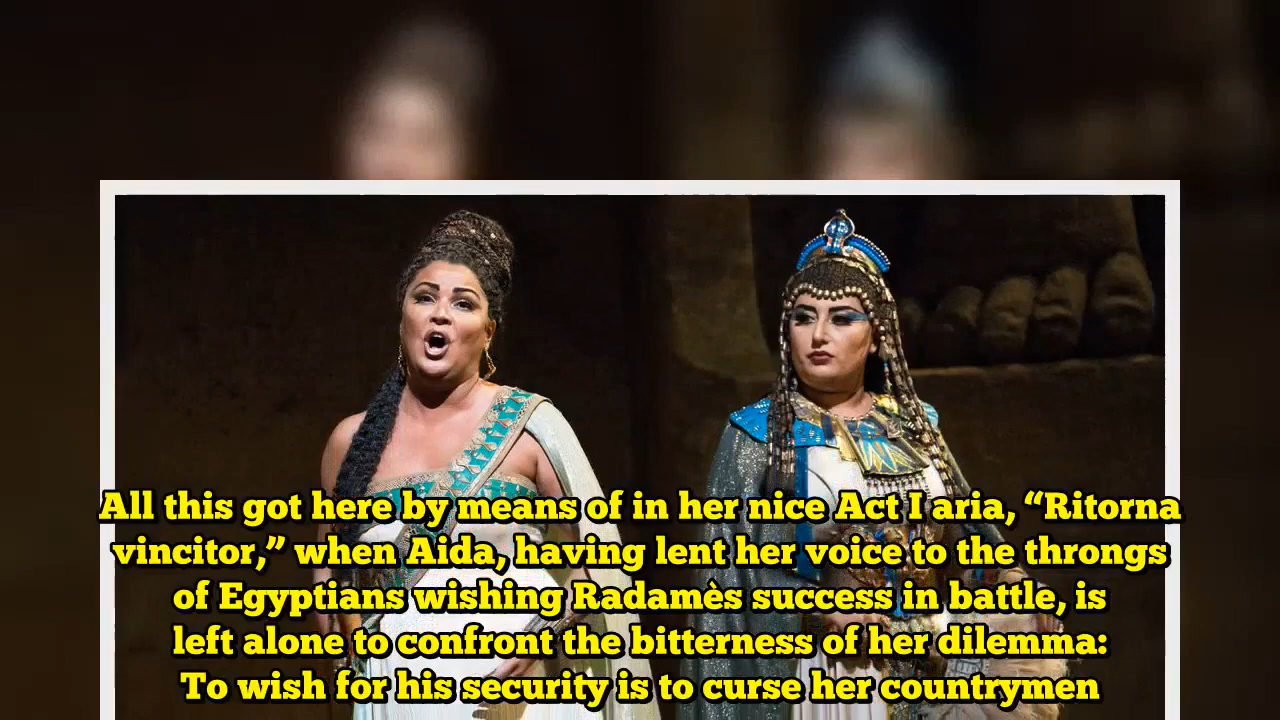 All this got here by means of in her nice Act I aria, “Ritorna
vincitor,” when Aida, having lent her voice to the throngs
of Egyptians wishing Radamès success in battle, is
left alone to confront the bitterness of her dilemma:
To wish for his security is to curse her countrymen